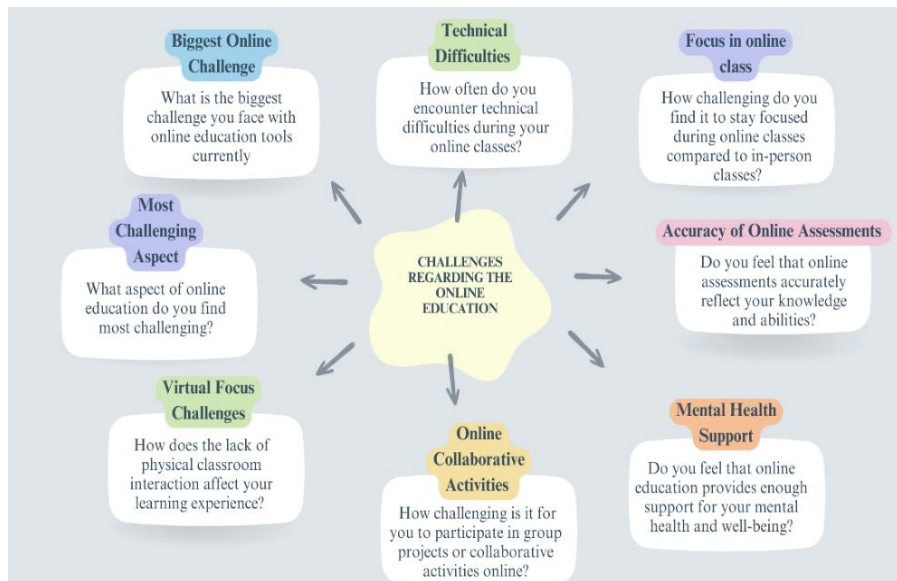 Biggest Online
Challenge
What is the biggest
challenge you face with
online education tools
currently
Technical
Difficulties
How often do you
encounter technical
difficulties during your
online classes?
Focus in online
class
How challenging do you
find it to stay focused
during online classes
compared to in-person
classes?
Most
Challenging
Aspect
What aspect of online
education do you find
most challenging?
CHALLENGES
REGARDING THE
ONLINE
EDUCATION
Accuracy of Online Assessments
Do you feel that online
assessments accurately
reflect your knowledge
and abilities?
Virtual Focus
Challenges
How does the lack of
physical classroom
interaction affect your
learning experience?
Online
Collaborative
Activities
How challenging is it for
you to participate in group
projects or collaborative
activities online?
Mental Health
Support
Do you feel that online
education provides enough
support for your mental
health and well-being?